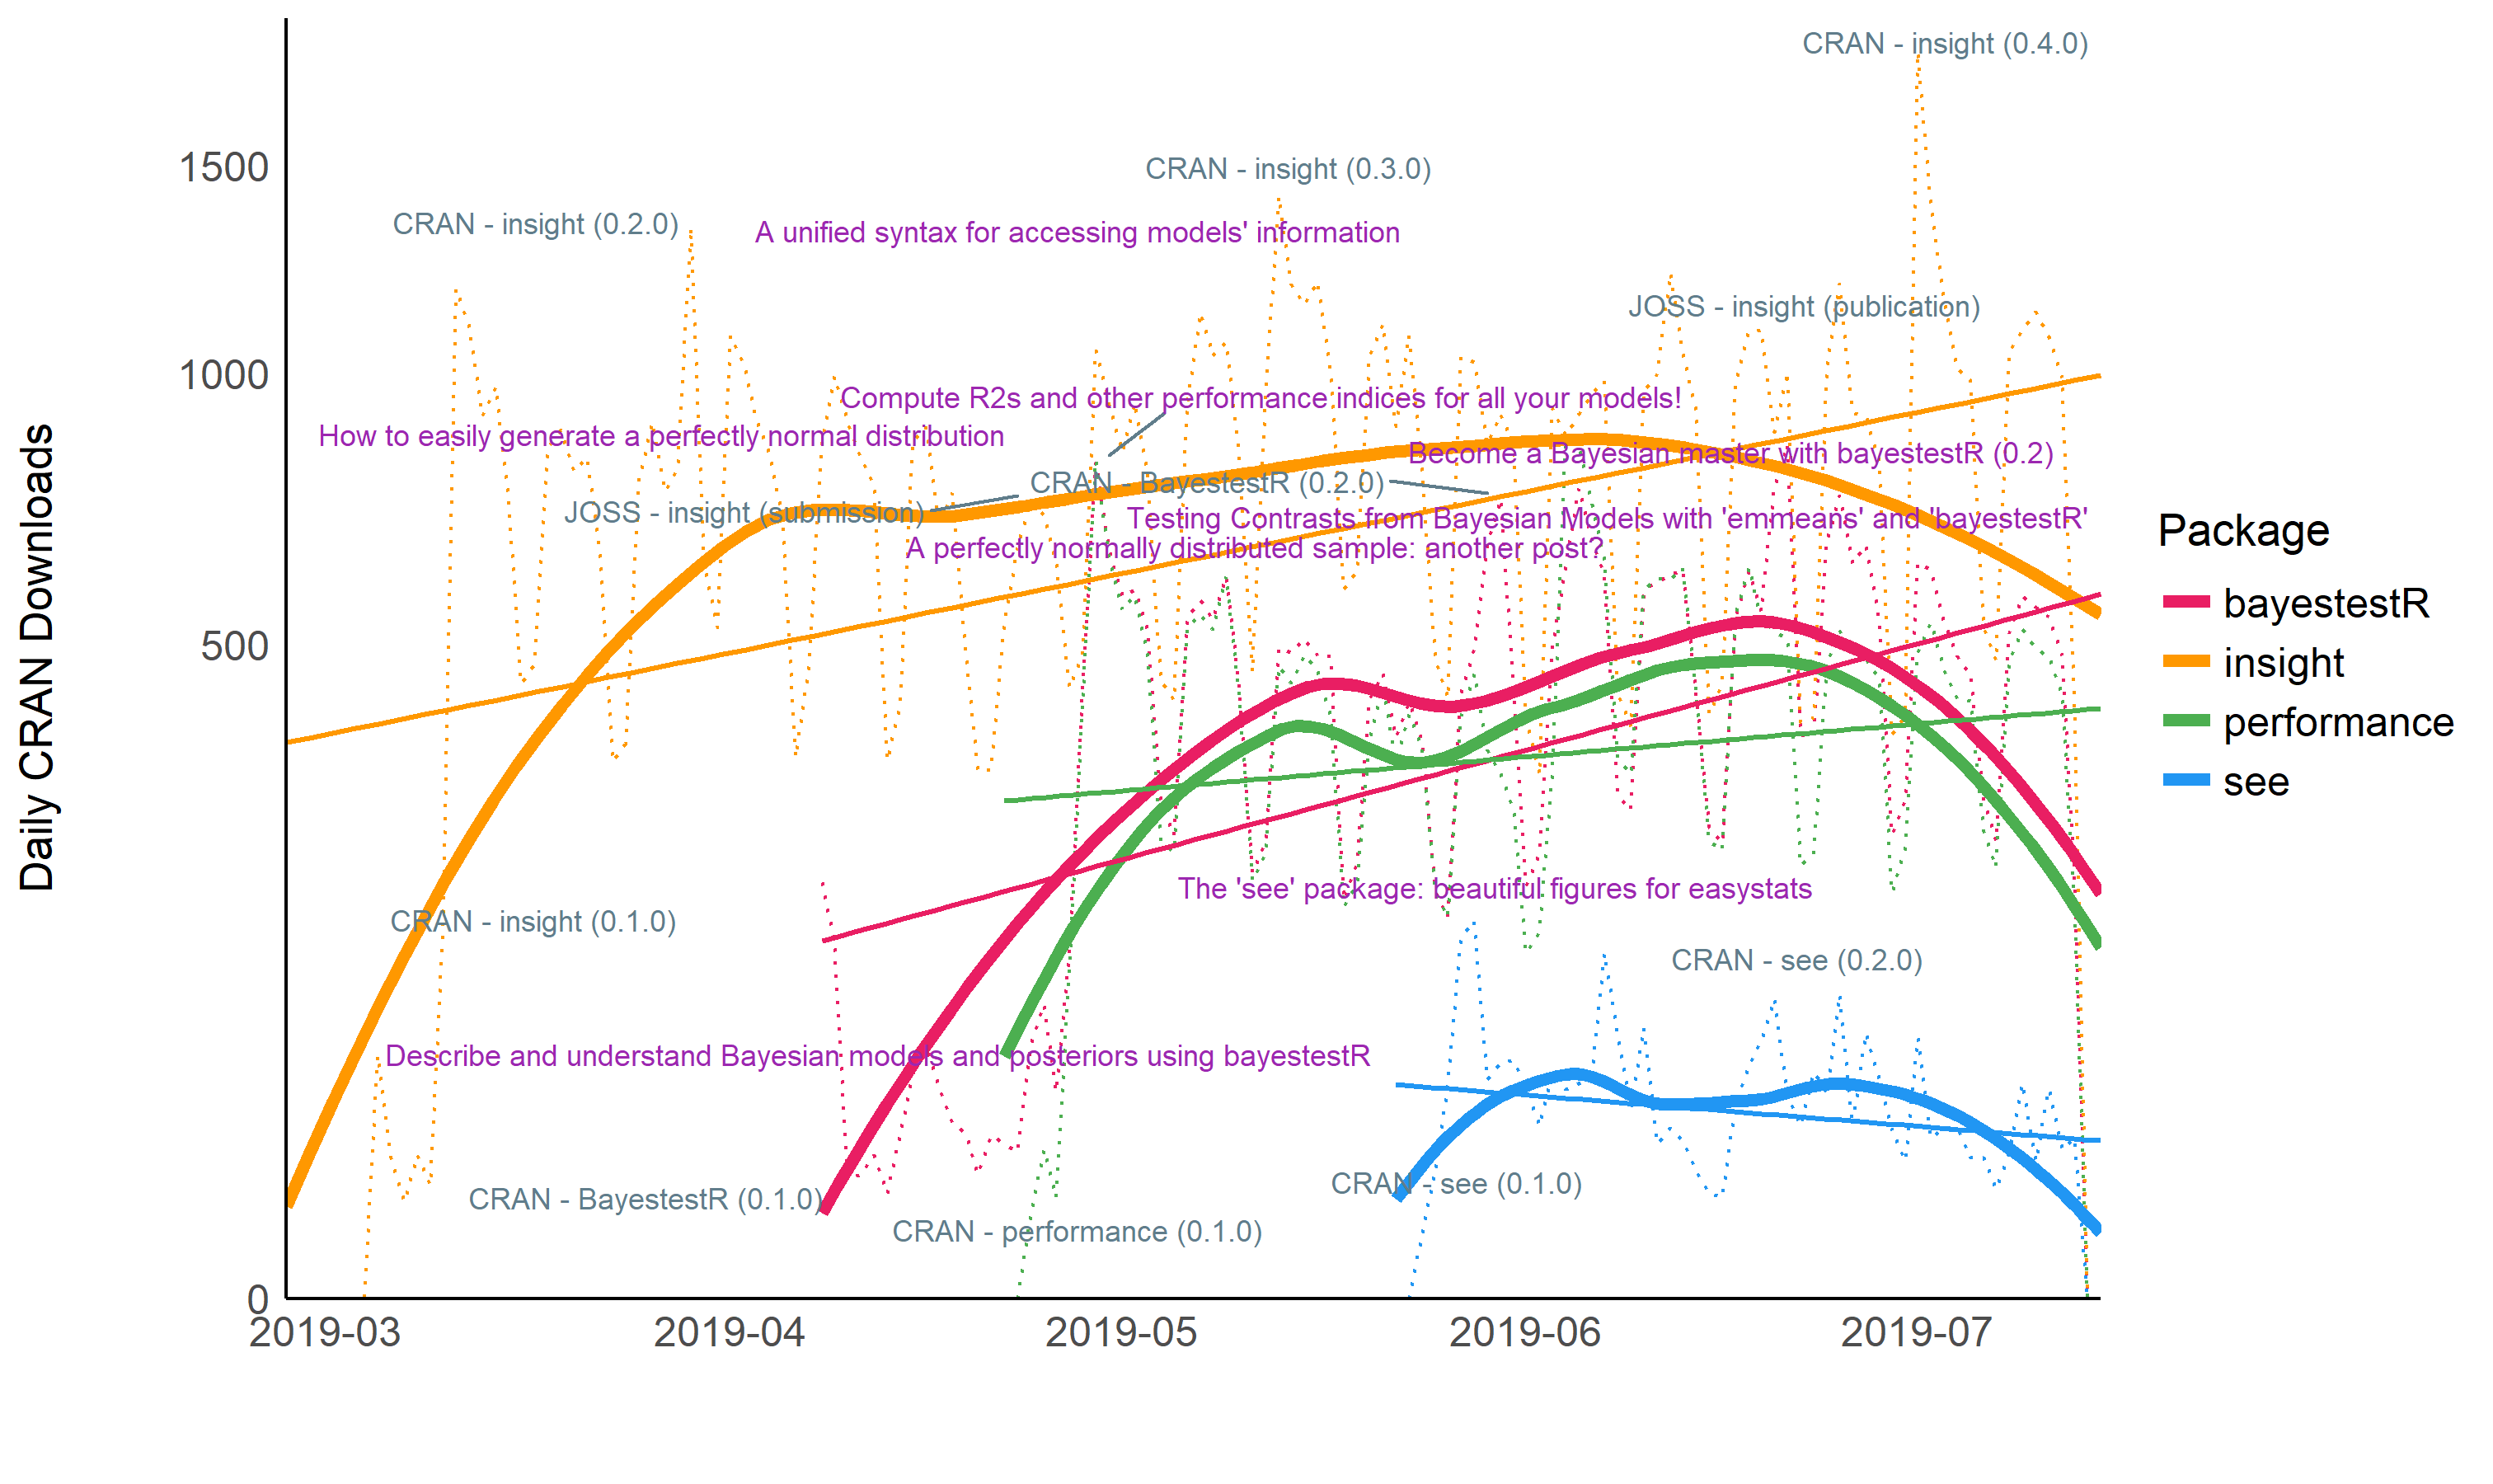 CRAN - insight (0.4.0)
1500
CRAN - insight (0.3.0)
CRAN - insight (0.2.0)
A unified syntax for accessing models' information
JOSS - insight (publication)
1000
Compute R2s and other performance indices for all your models!
How to easily generate a perfectly normal distribution
Become a Bayesian master with bayestestR (0.2)
CRAN - BayestestR (0.2.0)
JOSS - insight (submission)
Testing Contrasts from Bayesian Models with 'emmeans' and 'bayestestR'
A perfectly normally distributed sample: another post?
500
Daily CRAN Downloads
The 'see' package: beautiful figures for easystats
CRAN - insight (0.1.0)
CRAN - see (0.2.0)
Describe and understand Bayesian models and posteriors using bayestestR
CRAN - see (0.1.0)
CRAN - BayestestR (0.1.0)
CRAN - performance (0.1.0)
0
2019-03
2019-04
2019-05
2019-06
2019-07
Package
bayestestR
insight
performance
see